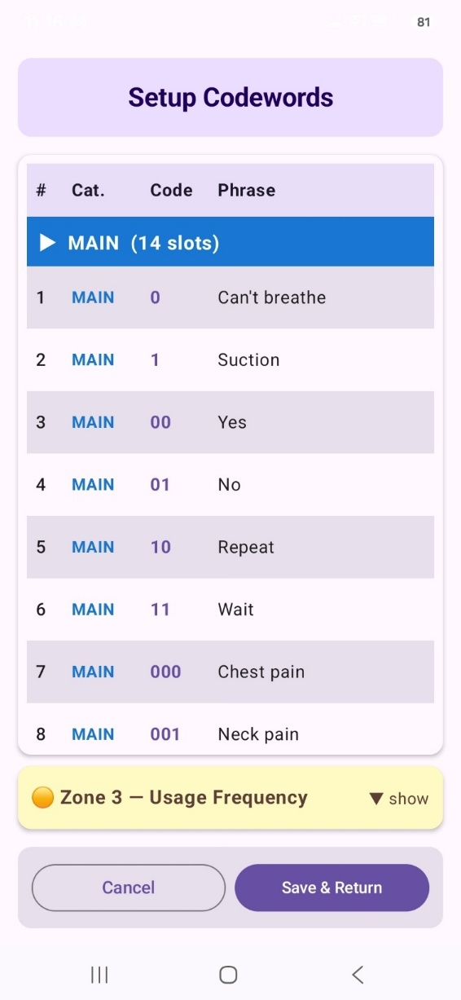 81
Setup Codewords
# Cat. Code Phrase
▶ MAIN (14 slots)
1 MAIN 0 Can't breathe
2 MAIN 1 Suction
3 MAIN 00 Yes
4 MAIN 01 No
5 MAIN 10 Repeat
6 MAIN 11 Wait
7 MAIN 000 Chest pain
8 MAIN 001 Neck pain
Zone 3 — Usage Frequency ▼ show
Cancel Save & Return